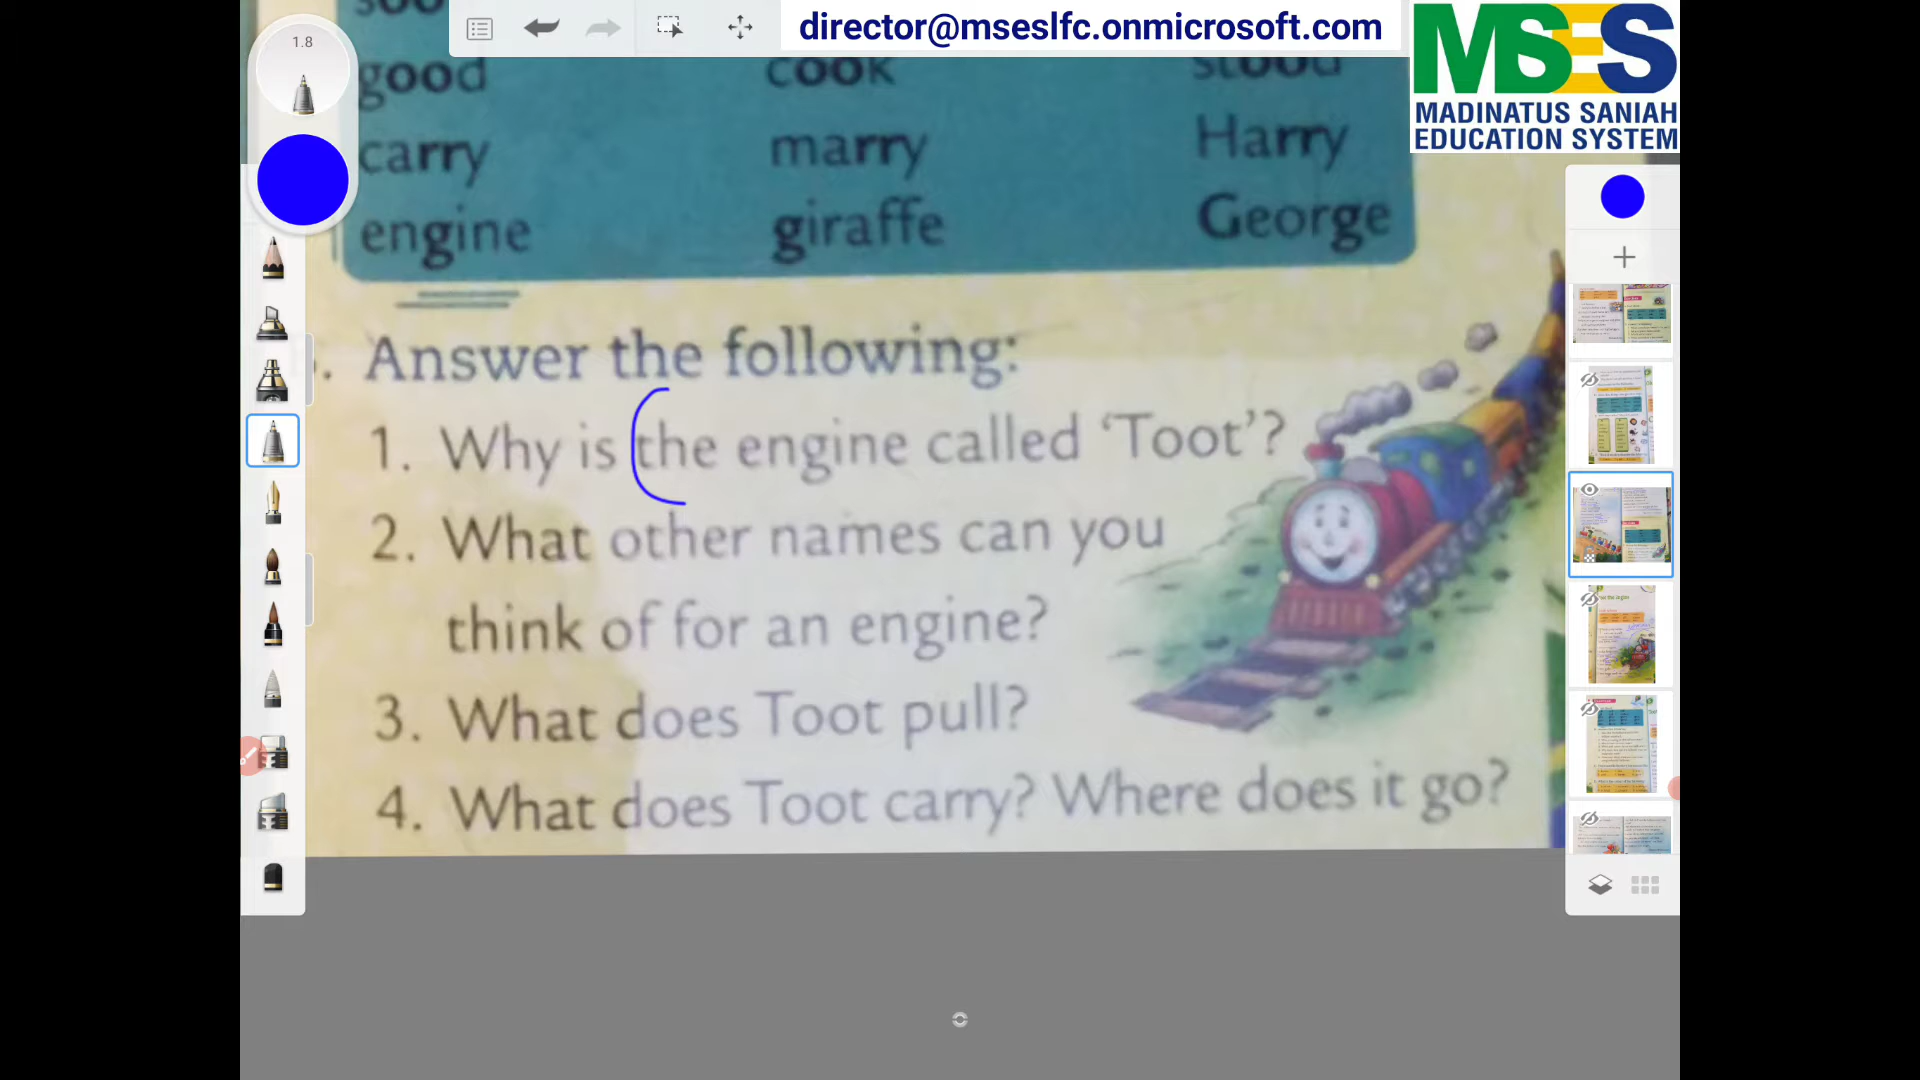 1.8
director@mseslfc.onmicrosoft.com
MSES
MADINATUS SANIAH
EDUCATION SYSTEM
good cook stood
carry marry Harry
engine giraffe George
Answer the following:
1. Why is the engine called ‘Toot’?
2. What other names can you
think of for an engine?
3. What does Toot pull?
4. What does Toot carry? Where does it go?